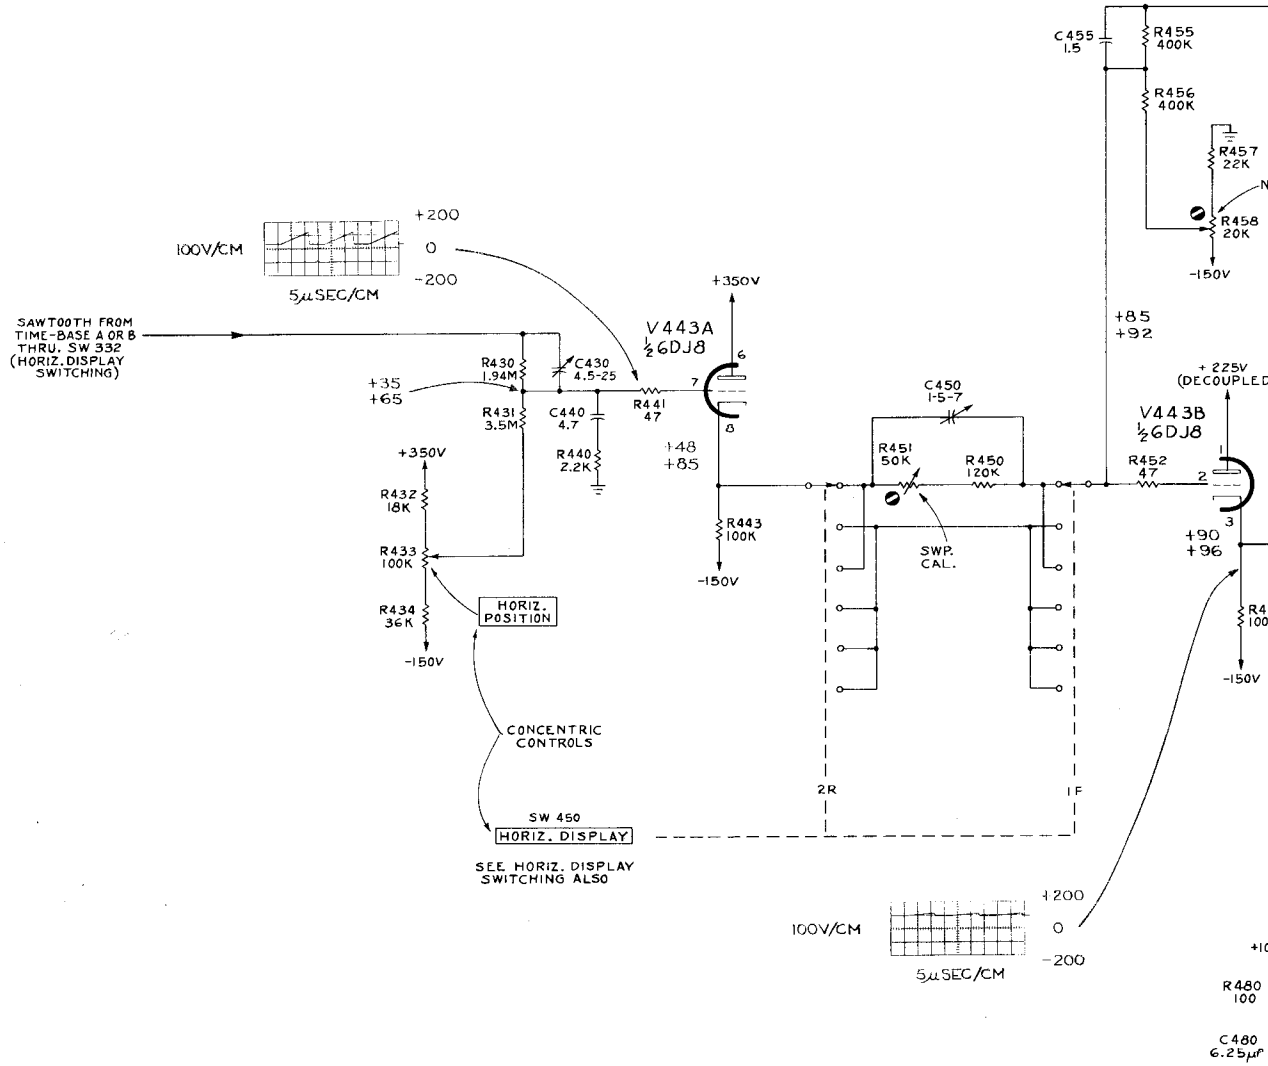 C455
1.5
R455
400K
R456
400K
R457
22K
R458
20K
-150V
+200
100V/CM
0
-200
5µSEC/CM
SAWTOOTH FROM
TIME-BASE A OR B
THRU. SW 332
(HORIZ. DISPLAY
SWITCHING)
+350V
V443A
½6DJ8
6
7
8
R430
1.94M
C430
4.5-25
+35
+65
R431
3.5M
C440
4.7
R441
47
R440
2.2K
+48
+85
+85
+92
+225V
(DECOUPLED
V443B
½6DJ8
1
2
3
R452
47
C450
1.5-7
R451
50K
R450
120K
SWP.
CAL.
+350V
R432
18K
R433
100K
R434
36K
-150V
HORIZ.
POSITION
R443
100K
-150V
+90
+96
R4
100
-150V
CONCENTRIC
CONTROLS
2R
1F
SW 450
HORIZ. DISPLAY
SEE HORIZ. DISPLAY
SWITCHING ALSO
+200
100V/CM
0
-200
5µSEC/CM
+10
R480
100
C480
6.25µF